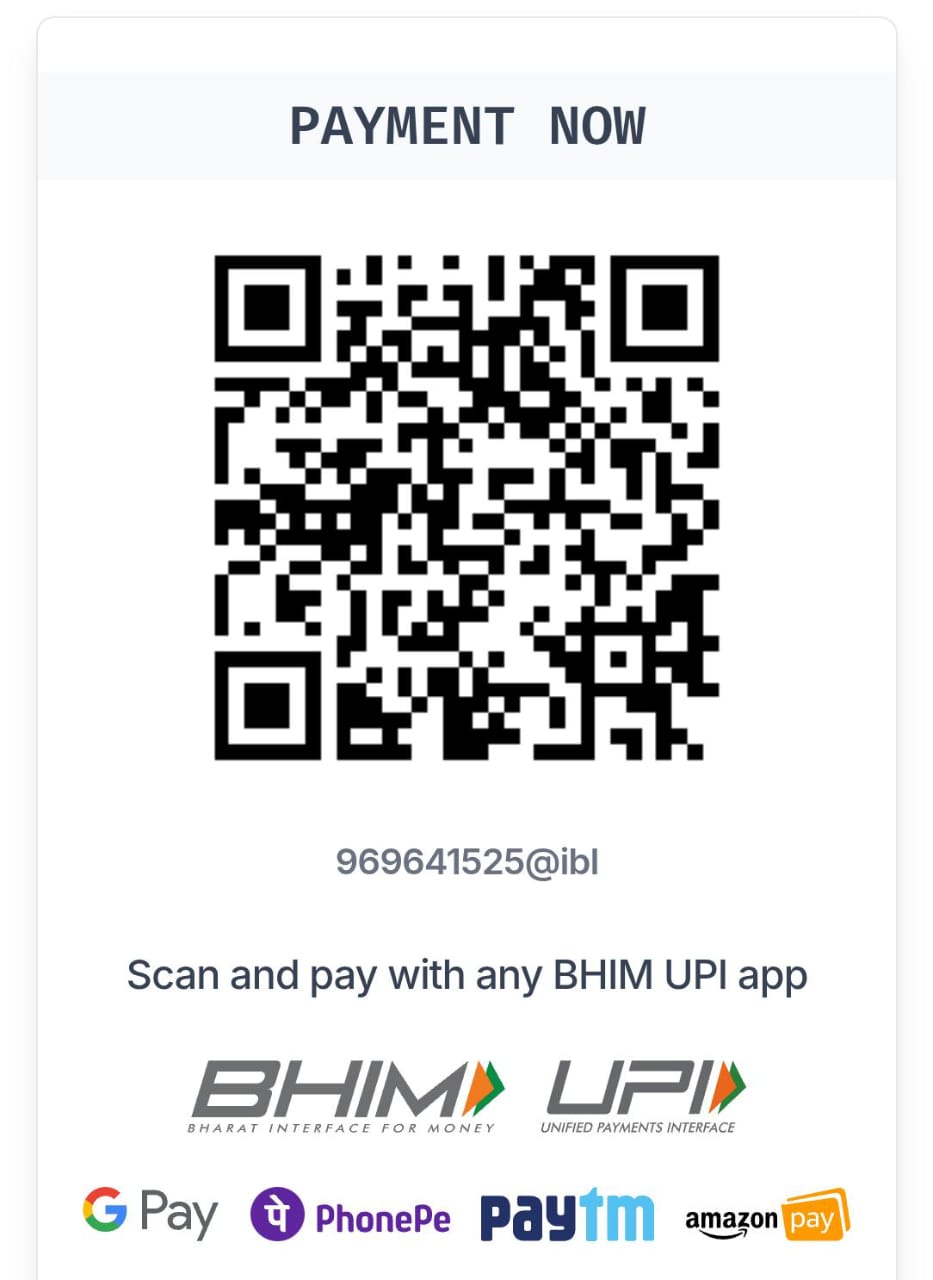 PAYMENT NOW
969641525@ibl
Scan and pay with any BHIM UPI app
BHIM UPI
BHARAT INTERFACE FOR MONEY UNIFIED PAYMENTS INTERFACE
G Pay पे PhonePe paytm amazon pay